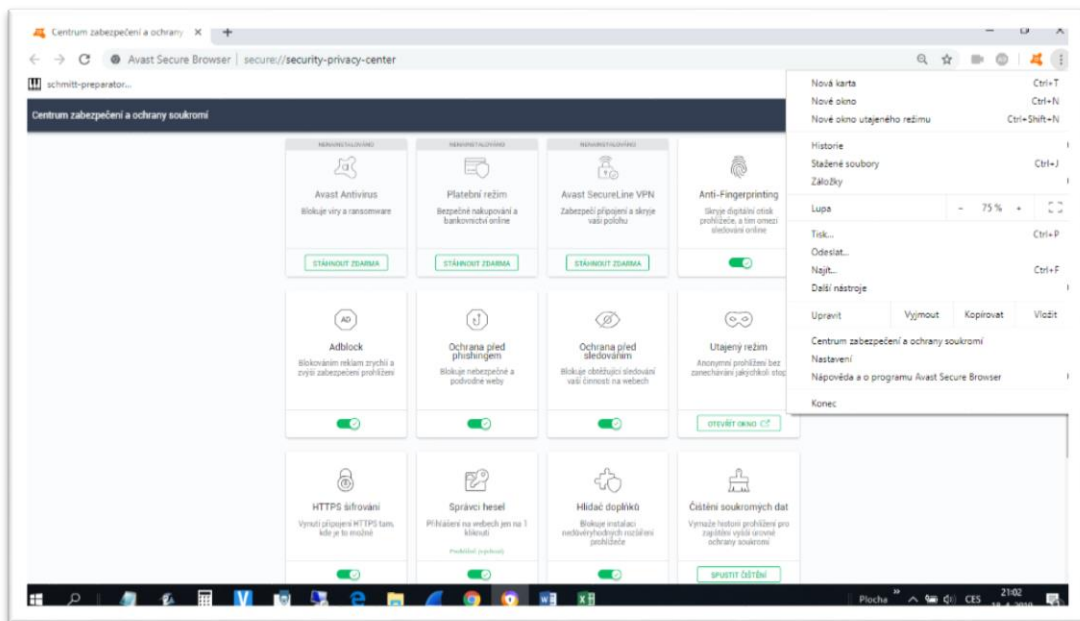 Centrum zabezpečení a ochrany
Avast Secure Browser | secure://security-privacy-center
schmitt-preparator...
Centrum zabezpečení a ochrany soukromí
NENAINSTALOVÁNO
Avast Antivirus
Blokuje viry a ransomware
STÁHNOUT ZDARMA
NENAINSTALOVÁNO
Platební režim
Bezpečné nakupování a
bankovnictví online
STÁHNOUT ZDARMA
NENAINSTALOVÁNO
Avast SecureLine VPN
Zabezpečí připojení a skryje
vaši polohu
STÁHNOUT ZDARMA
Anti-Fingerprinting
Skryje digitální otisk
prohlížeče, a tím omezí
sledování online
AD
Adblock
Blokováním reklam zrychlí a
zvýší zabezpečení prohlížení
Ochrana před
phishingem
Blokuje nebezpečné a
podvodné weby
Ochrana před
sledováním
Blokuje obtěžující sledování
vaší činnosti na webech
Utajený režim
Anonymní prohlížení bez
zanechávání jakýchkoli stop
OTEVŘÍT OKNO
HTTPS šifrování
Vynutí připojení HTTPS tam,
kde je to možné
Správci hesel
Přihlášení na webech jen na 1
kliknutí
Hlídač doplňků
Blokuje instalaci
nedůvěryhodných rozšíření
prohlížeče
Čištění soukromých dat
Vymaže historii prohlížení pro
zajištění vyšší úrovně
ochrany soukromí
SPUSTIT ČIŠTĚNÍ
Nová karta Ctrl+T
Nové okno Ctrl+N
Nové okno utajeného režimu Ctrl+Shift+N
Historie
Stažené soubory Ctrl+J
Záložky
Lupa - 75 % +
Tisk... Ctrl+P
Odeslat...
Najít... Ctrl+F
Další nástroje
Upravit Vyjmout Kopírovat Vložit
Centrum zabezpečení a ochrany soukromí
Nastavení
Nápověda a o programu Avast Secure Browser
Konec
Plocha » CES 21:02